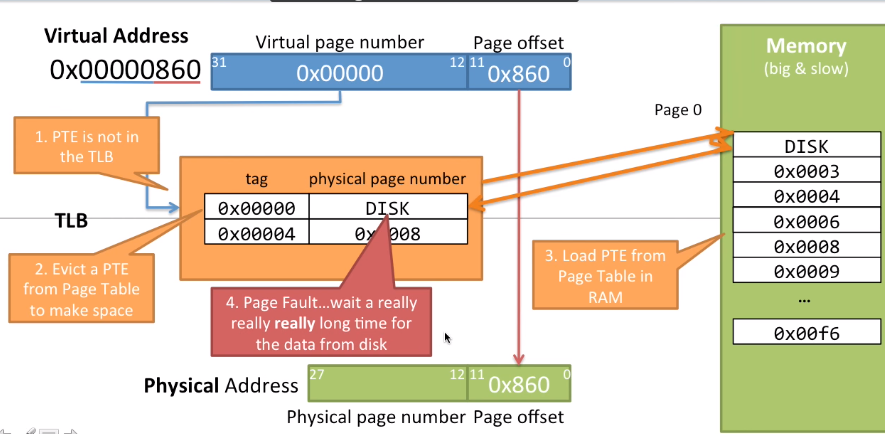 Virtual Address
0x00000860
Virtual page number
Page offset
31
0x00000
12
11
0x860
0
Memory
(big & slow)
Page 0
1. PTE is not in
the TLB
tag
physical page number
0x00000
DISK
0x00004
TLB
2. Evict a PTE
from Page Table
to make space
4. Page Fault...wait a really
really really long time for
the data from disk
3. Load PTE from
Page Table in
RAM
DISK
0x0003
0x0004
0x0006
0x0008
0x0009
...
0x00f6
Physical Address
27
12
11
0x860
0
Physical page number
Page offset